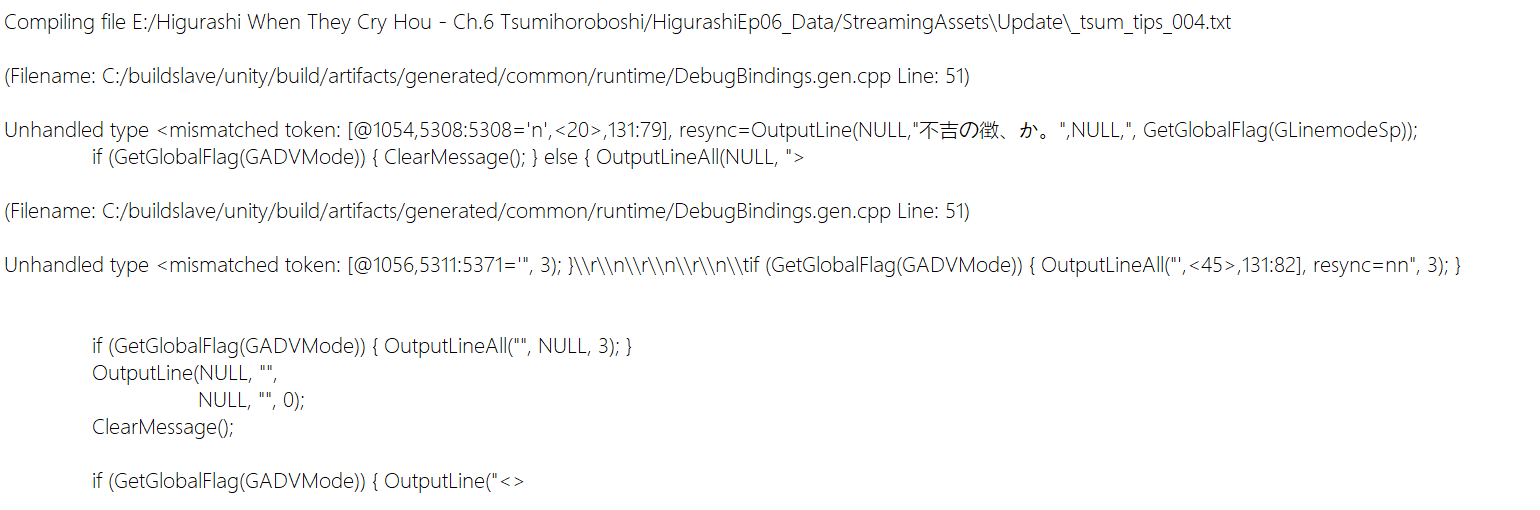 Compiling file E:/Higurashi When They Cry Hou - Ch.6 Tsumihoroboshi/HigurashiEp06_Data/StreamingAssets\Update\_tsum_tips_004.txt
(Filename: C:/buildslave/unity/build/artifacts/generated/common/runtime/DebugBindings.gen.cpp Line: 51)
Unhandled type <mismatched token: [@1054,5308:5308='n',<20>,131:79], resync=OutputLine(NULL,"不吉の徴、か。",NULL,", GetGlobalFlag(GLinemodeSp));
if (GetGlobalFlag(GADVMode)) { ClearMessage(); } else { OutputLineAll(NULL, ">
(Filename: C:/buildslave/unity/build/artifacts/generated/common/runtime/DebugBindings.gen.cpp Line: 51)
Unhandled type <mismatched token: [@1056,5311:5371='", 3); }\\r\\n\\r\\n\\r\\n\\tif (GetGlobalFlag(GADVMode)) { OutputLineAll("',<45>,131:82], resync=nn", 3); }
if (GetGlobalFlag(GADVMode)) { OutputLineAll("", NULL, 3); }
OutputLine(NULL, "",
NULL, "", 0);
ClearMessage();
if (GetGlobalFlag(GADVMode)) { OutputLine("<>